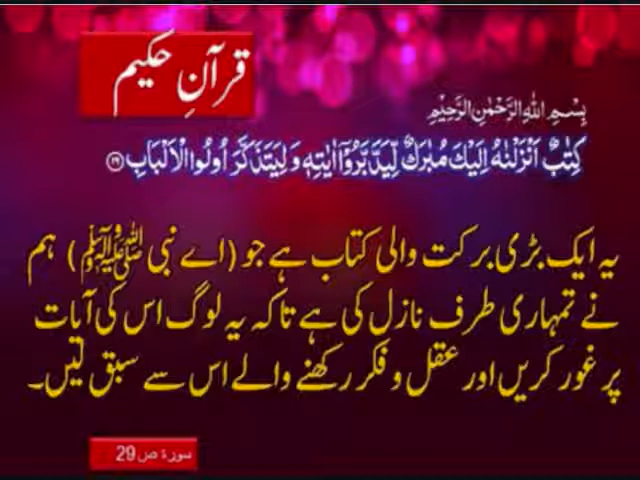 قرآنِ حکیم
بِسْمِ اللهِ الرَّحْمٰنِ الرَّحِيْمِ
كِتٰبٌ اَنْزَلْنٰهُ اِلَيْكَ مُبٰرَكٌ لِّيَدَّبَّرُوْٓا اٰيٰتِهٖ وَ لِيَتَذَكَّرَ اُولُوا الْاَلْبَابِ ۝۲۹
یہ ایک بڑی برکت والی کتاب ہے جو (اے نبی ﷺ) ہم
نے تمہاری طرف نازل کی ہے تاکہ یہ لوگ اس کی آیات
پر غور کریں اور عقل و فکر رکھنے والے اس سے سبق لیں۔
سورۃ ص 29